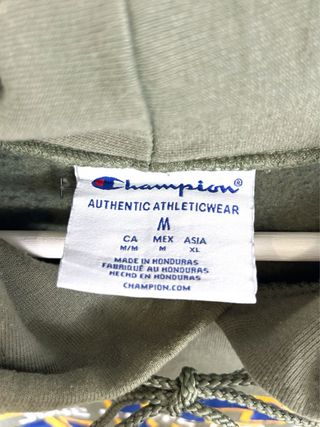 Champion®
AUTHENTIC ATHLETICWEAR
M
CA MEX ASIA
M/M M XL
MADE IN HONDURAS
FABRIQUÉ AU HONDURAS
HECHO EN HONDURAS
CHAMPION.COM